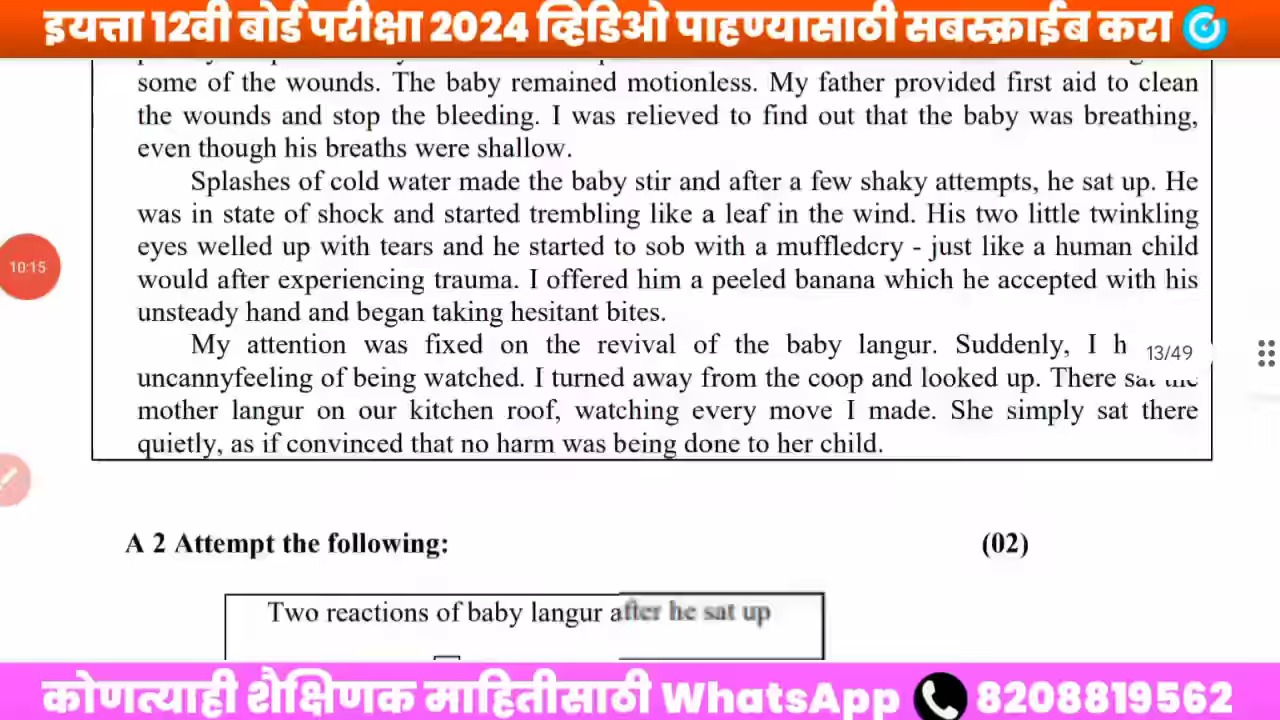 इयत्ता 12वी बोर्ड परीक्षा 2024 व्हिडिओ पाहण्यासाठी सबस्क्राईब करा
some of the wounds. The baby remained motionless. My father provided first aid to clean
the wounds and stop the bleeding. I was relieved to find out that the baby was breathing,
even though his breaths were shallow.
Splashes of cold water made the baby stir and after a few shaky attempts, he sat up. He
was in state of shock and started trembling like a leaf in the wind. His two little twinkling
eyes welled up with tears and he started to sob with a muffledcry - just like a human child
10:15
would after experiencing trauma. I offered him a peeled banana which he accepted with his
unsteady hand and began taking hesitant bites.
My attention was fixed on the revival of the baby langur. Suddenly, I h
13/49
uncannyfeeling of being watched. I turned away from the coop and looked up. There sat the
mother langur on our kitchen roof, watching every move I made. She simply sat there
quietly, as if convinced that no harm was being done to her child.
A 2 Attempt the following: (02)
Two reactions of baby langur after he sat up
कोणत्याही शैक्षिणक माहितीसाठी WhatsApp 8208819562